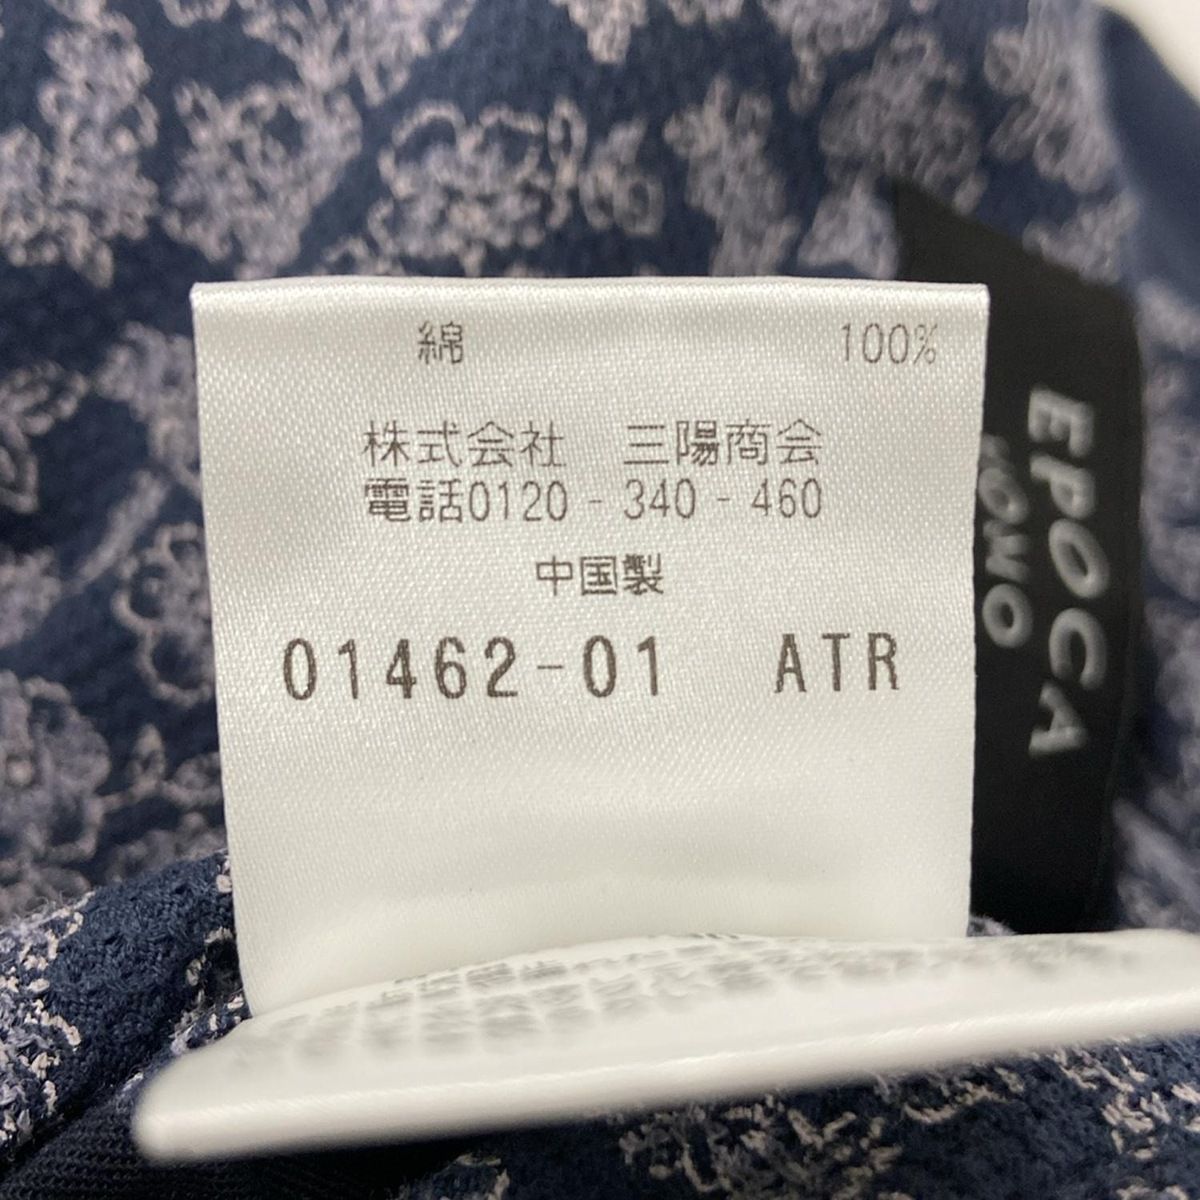 綿 100%
株式会社 三陽商会
電話0120-340-460
中国製
01462-01 ATR
EPOCA
UOMO